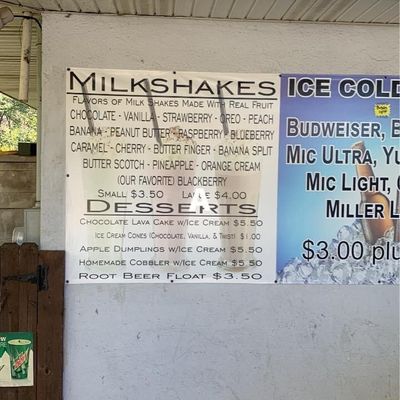 MILKSHAKES
FLAVORS OF MILK SHAKES MADE WITH REAL FRUIT
CHOCOLATE - VANILLA - STRAWBERRY - OREO - PEACH
BANANA - PEANUT BUTTER - RASPBERRY - BLUEBERRY
CARAMEL - CHERRY - BUTTER FINGER - BANANA SPLIT
BUTTER SCOTCH - PINEAPPLE - ORANGE CREAM
(OUR FAVORITE) BLACKBERRY
SMALL $3.50 LARGE $4.00
DESSERTS
CHOCOLATE LAVA CAKE W/ICE CREAM $5.50
ICE CREAM CONES (CHOCOLATE, VANILLA, & TWIST) $1.00
APPLE DUMPLINGS W/ICE CREAM $5.50
HOMEMADE COBBLER W/ICE CREAM $5.50
ROOT BEER FLOAT $3.50
ICE COLD
BUDWEISER, B
MIC ULTRA, YU
MIC LIGHT,
MILLER L
$3.00 plu